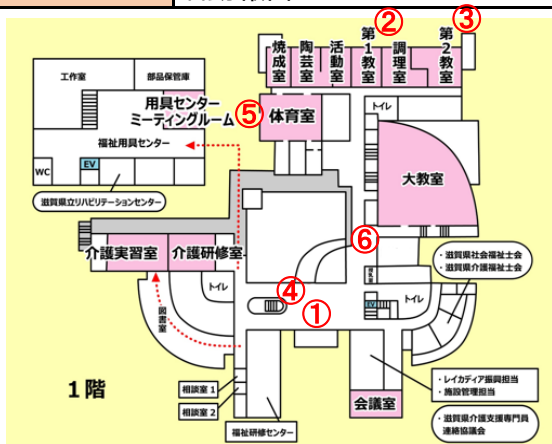 ②
③
焼成室
陶芸室
活動室
第1教室
調理室
第2教室
工作室
部品保管庫
用具センター
ミーティングルーム
⑤
体育室
トイレ
福祉用具センター
大教室
WC
EV
滋賀県立リハビリテーションセンター
⑥
介護実習室
介護研修室
・滋賀県社会福祉士会
・滋賀県介護福祉士会
トイレ
④
①
EV
トイレ
図書室
1階
相談室1
相談室2
会議室
・レイカディア振興担当
・施設管理担当
福祉研修センター
・滋賀県介護支援専門員
連絡協議会